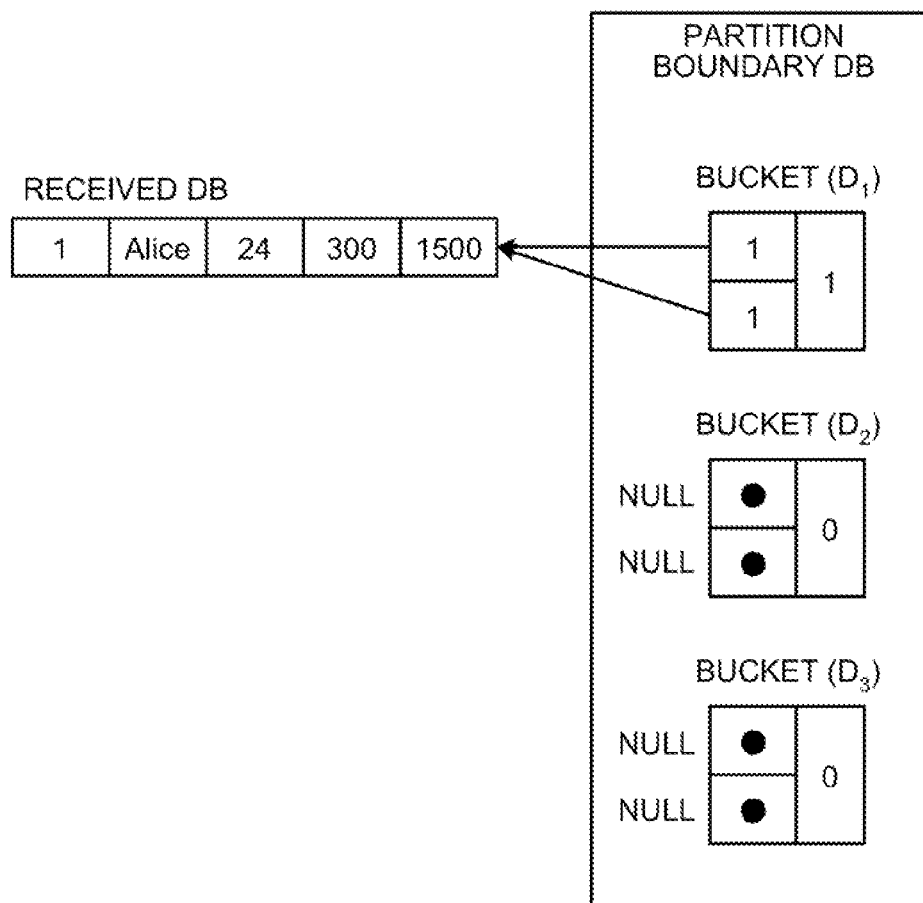 PARTITION
BOUNDARY DB
RECEIVED DB
1 Alice 24 300 1500
BUCKET (D₁)
1
1
1
BUCKET (D₂)
NULL
NULL
0
BUCKET (D₃)
NULL
NULL
0